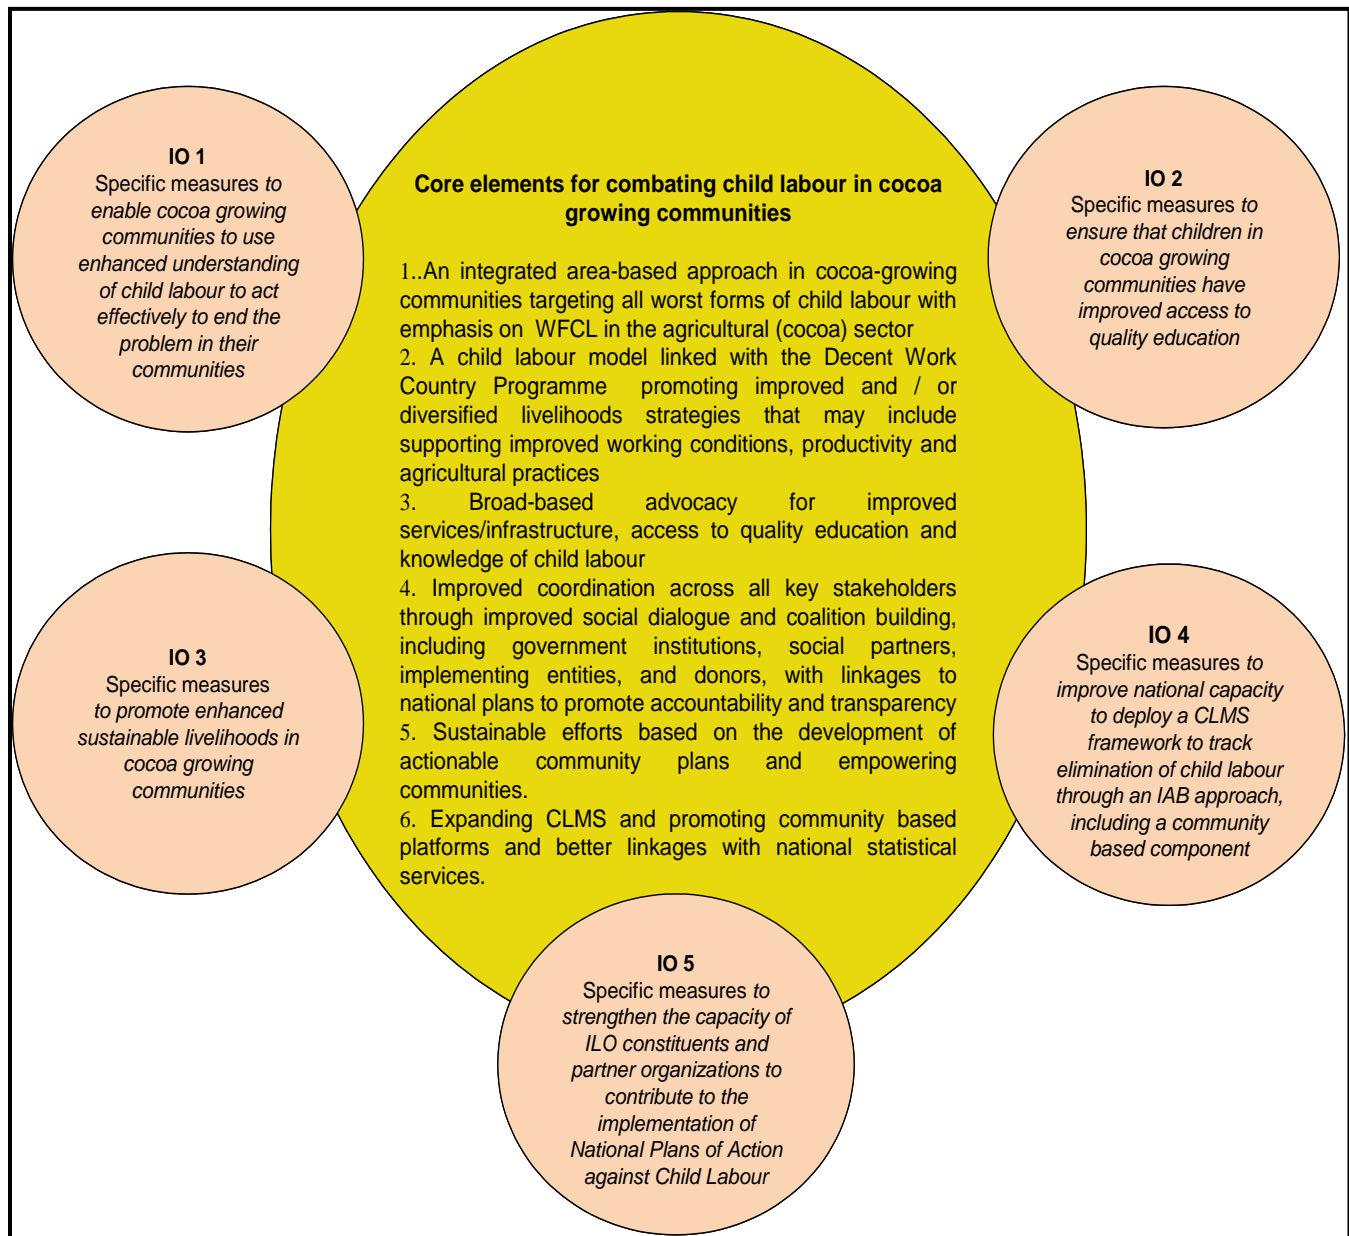 IO 1
Specific measures to
enable cocoa growing
communities to use
enhanced understanding
of child labour to act
effectively to end the
problem in their
communities
Core elements for combating child labour in cocoa
growing communities
1..An integrated area-based approach in cocoa-growing
communities targeting all worst forms of child labour with
emphasis on WFCL in the agricultural (cocoa) sector
2. A child labour model linked with the Decent Work
Country Programme promoting improved and / or
diversified livelihoods strategies that may include
supporting improved working conditions, productivity and
agricultural practices
3. Broad-based advocacy for improved
services/infrastructure, access to quality education and
knowledge of child labour
4. Improved coordination across all key stakeholders
through improved social dialogue and coalition building,
including government institutions, social partners,
implementing entities, and donors, with linkages to
national plans to promote accountability and transparency
5. Sustainable efforts based on the development of
actionable community plans and empowering
communities.
6. Expanding CLMS and promoting community based
platforms and better linkages with national statistical
services.
IO 2
Specific measures to
ensure that children in
cocoa growing
communities have
improved access to
quality education
IO 3
Specific measures
to promote enhanced
sustainable livelihoods in
cocoa growing
communities
IO 4
Specific measures to
improve national capacity
to deploy a CLMS
framework to track
elimination of child labour
through an IAB approach,
including a community
based component
IO 5
Specific measures to
strengthen the capacity of
ILO constituents and
partner organizations to
contribute to the
implementation of
National Plans of Action
against Child Labour